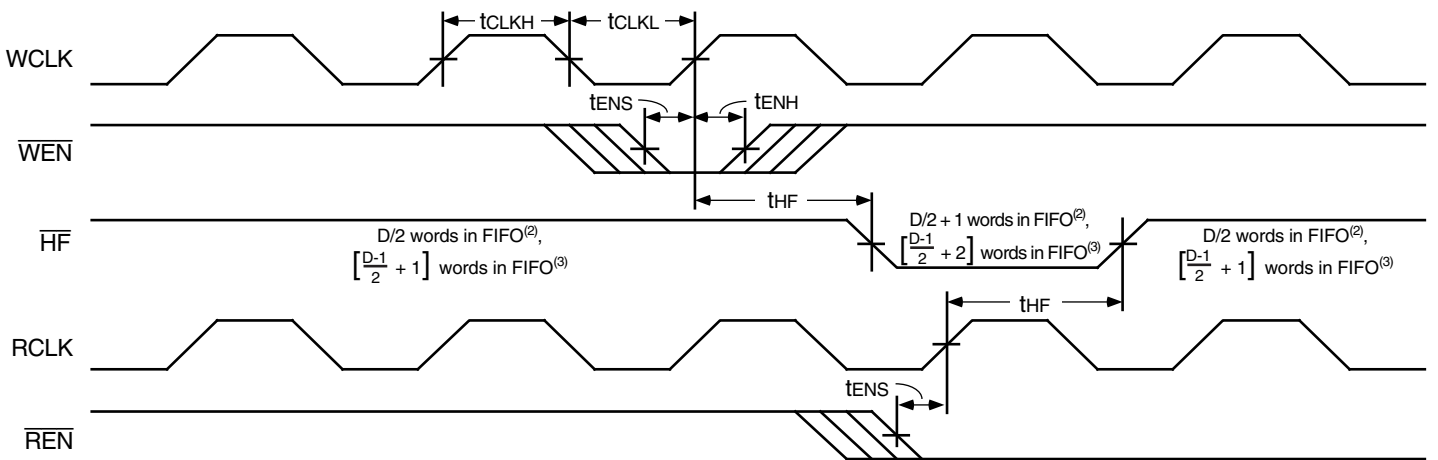 tCLKH
tCLKL
WCLK
tENS
tENH
WEN
tHF
HF
D/2 words in FIFO(2),
[D-1/2 + 1] words in FIFO(3)
D/2 + 1 words in FIFO(2),
[D-1/2 + 2] words in FIFO(3)
D/2 words in FIFO(2),
[D-1/2 + 1] words in FIFO(3)
tHF
RCLK
tENS
REN